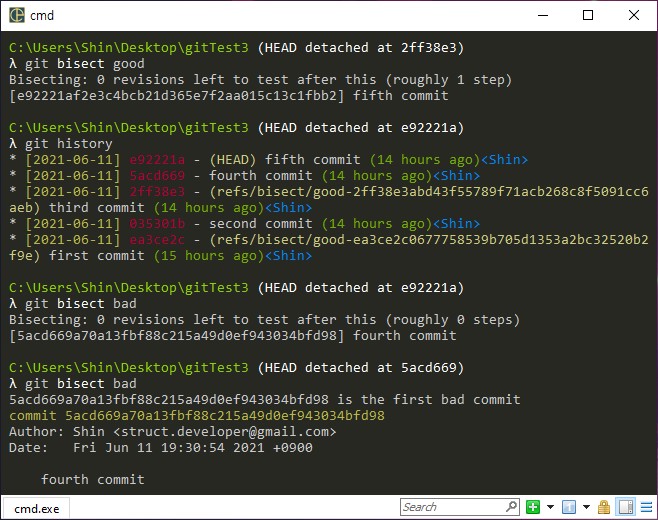 cmd
C:\Users\Shin\Desktop\gitTest3 (HEAD detached at 2ff38e3)
λ git bisect good
Bisecting: 0 revisions left to test after this (roughly 1 step)
[e92221af2e3c4bcb21d365e7f2aa015c13c1fbb2] fifth commit
C:\Users\Shin\Desktop\gitTest3 (HEAD detached at e92221a)
λ git history
* [2021-06-11] e92221a - (HEAD) fifth commit (14 hours ago)<Shin>
* [2021-06-11] 5acd669 - fourth commit (14 hours ago)<Shin>
* [2021-06-11] 2ff38e3 - (refs/bisect/good-2ff38e3abd43f55789f71acb268c8f5091cc6
aeb) third commit (14 hours ago)<Shin>
* [2021-06-11] 035301b - second commit (14 hours ago)<Shin>
* [2021-06-11] ea3ce2c - (refs/bisect/good-ea3ce2c0677758539b705d1353a2bc32520b2
f9e) first commit (15 hours ago)<Shin>
C:\Users\Shin\Desktop\gitTest3 (HEAD detached at e92221a)
λ git bisect bad
Bisecting: 0 revisions left to test after this (roughly 0 steps)
[5acd669a70a13fbf88c215a49d0ef943034bfd98] fourth commit
C:\Users\Shin\Desktop\gitTest3 (HEAD detached at 5acd669)
λ git bisect bad
5acd669a70a13fbf88c215a49d0ef943034bfd98 is the first bad commit
commit 5acd669a70a13fbf88c215a49d0ef943034bfd98
Author: Shin <struct.developer@gmail.com>
Date:   Fri Jun 11 19:30:54 2021 +0900
    fourth commit
cmd.exe
Search